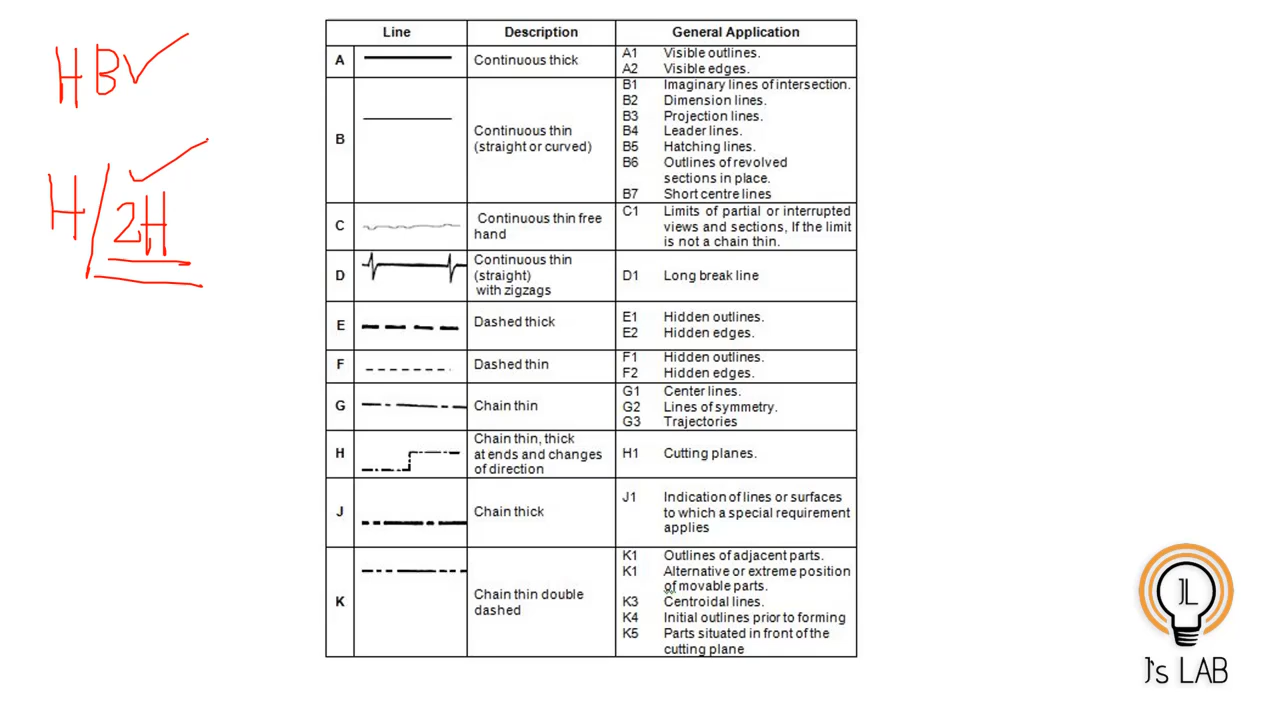 HB
H/2H
Line Description General Application
A Continuous thick A1 Visible outlines.
A2 Visible edges.
B Continuous thin (straight or curved) B1 Imaginary lines of intersection.
B2 Dimension lines.
B3 Projection lines.
B4 Leader lines.
B5 Hatching lines.
B6 Outlines of revolved
sections in place.
B7 Short centre lines
C Continuous thin free hand C1 Limits of partial or interrupted
views and sections, If the limit
is not a chain thin.
D Continuous thin (straight) with zigzags D1 Long break line
E Dashed thick E1 Hidden outlines.
E2 Hidden edges.
F Dashed thin F1 Hidden outlines.
F2 Hidden edges.
G Chain thin G1 Center lines.
G2 Lines of symmetry.
G3 Trajectories
H Chain thin, thick at ends and changes of direction H1 Cutting planes.
J Chain thick J1 Indication of lines or surfaces
to which a special requirement
applies
K Chain thin double dashed K1 Outlines of adjacent parts.
K1 Alternative or extreme position
of movable parts.
K3 Centroidal lines.
K4 Initial outlines prior to forming
K5 Parts situated in front of the
cutting plane
JL
J's LAB